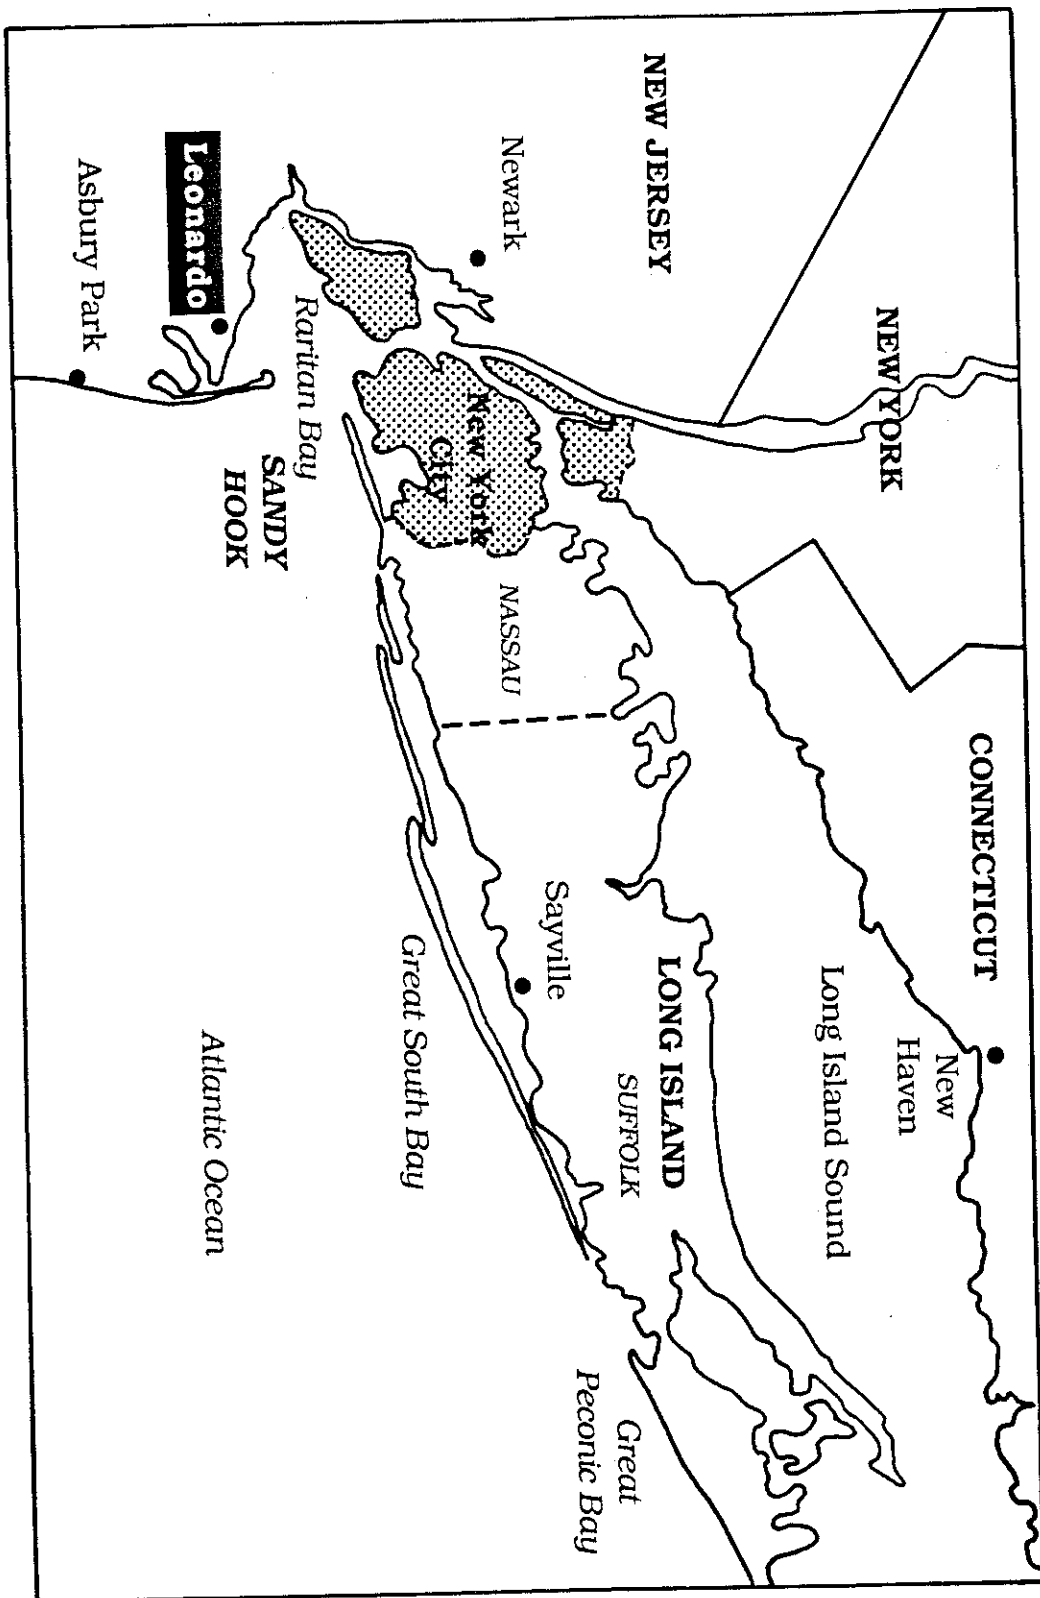 NEW YORK
CONNECTICUT
NEW JERSEY
New
Haven
Long Island Sound
Newark
LONG ISLAND
SUFFOLK
Sayville
NASSAU
New York
City
Great
Peconic Bay
Great South Bay
Raritan Bay
SANDY
HOOK
Leonardo
Atlantic Ocean
Asbury Park